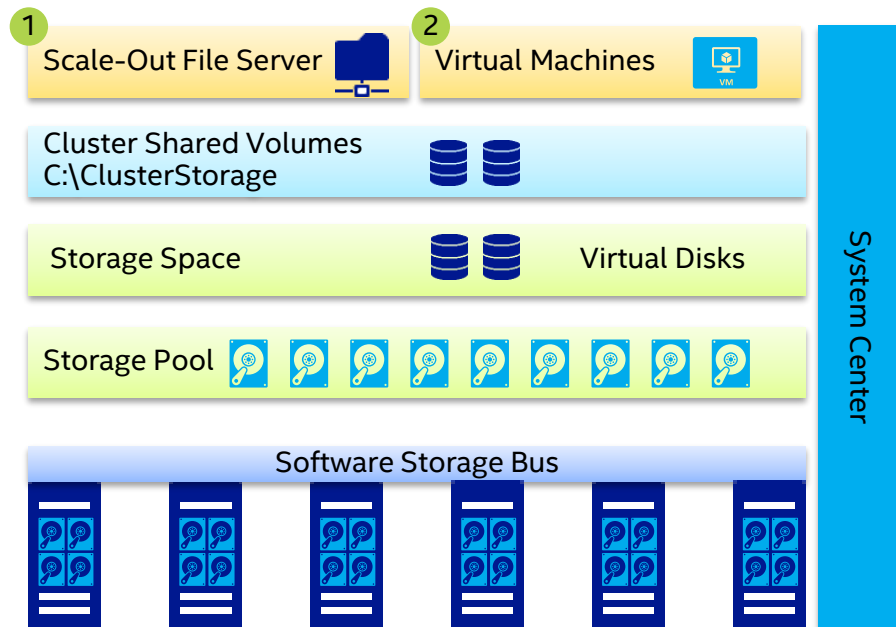 1
2
Scale-Out File Server
Virtual Machines
VM
Cluster Shared Volumes
C:\ClusterStorage
Storage Space
Virtual Disks
Storage Pool
Software Storage Bus
System Center